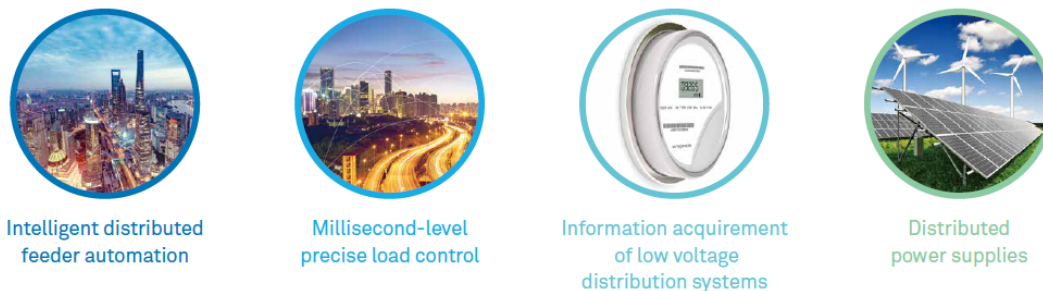 Intelligent distributed
feeder automation
Millisecond-level
precise load control
Information acquirement
of low voltage
distribution systems
Distributed
power supplies